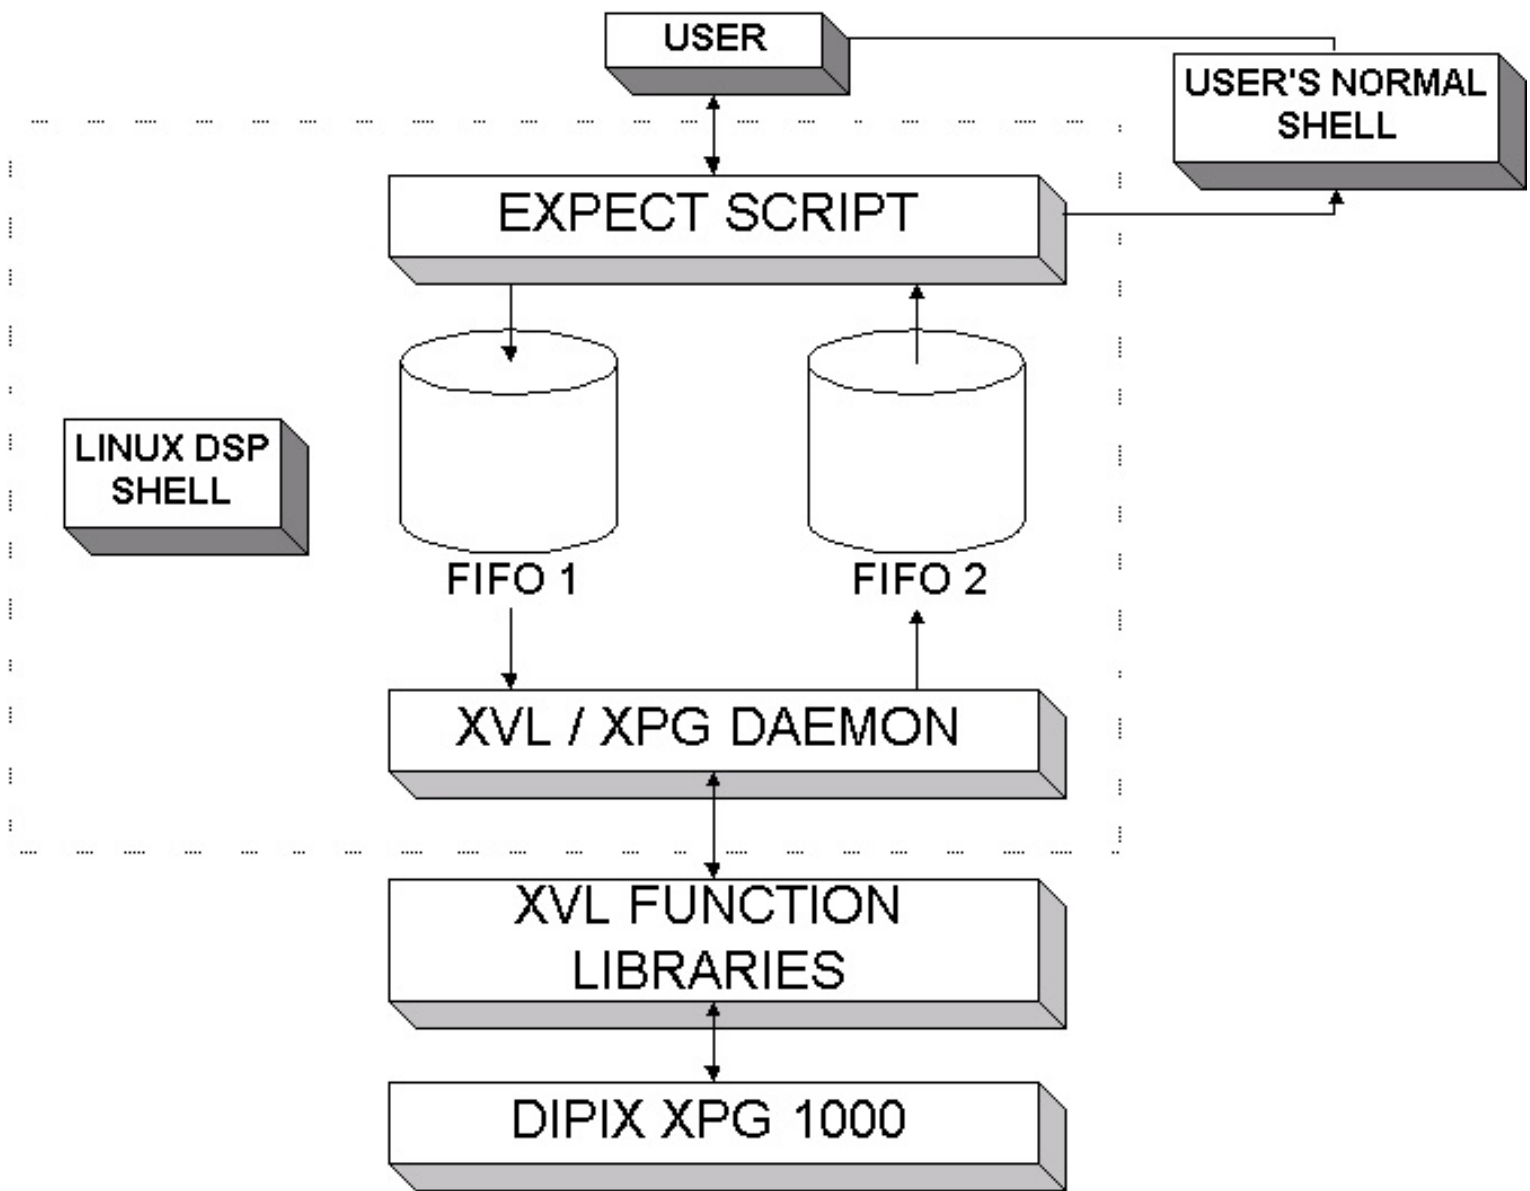 USER
USER'S NORMAL
SHELL
EXPECT SCRIPT
LINUX DSP
SHELL
FIFO 1
FIFO 2
XVL / XPG DAEMON
XVL FUNCTION
LIBRARIES
DIPIX XPG 1000